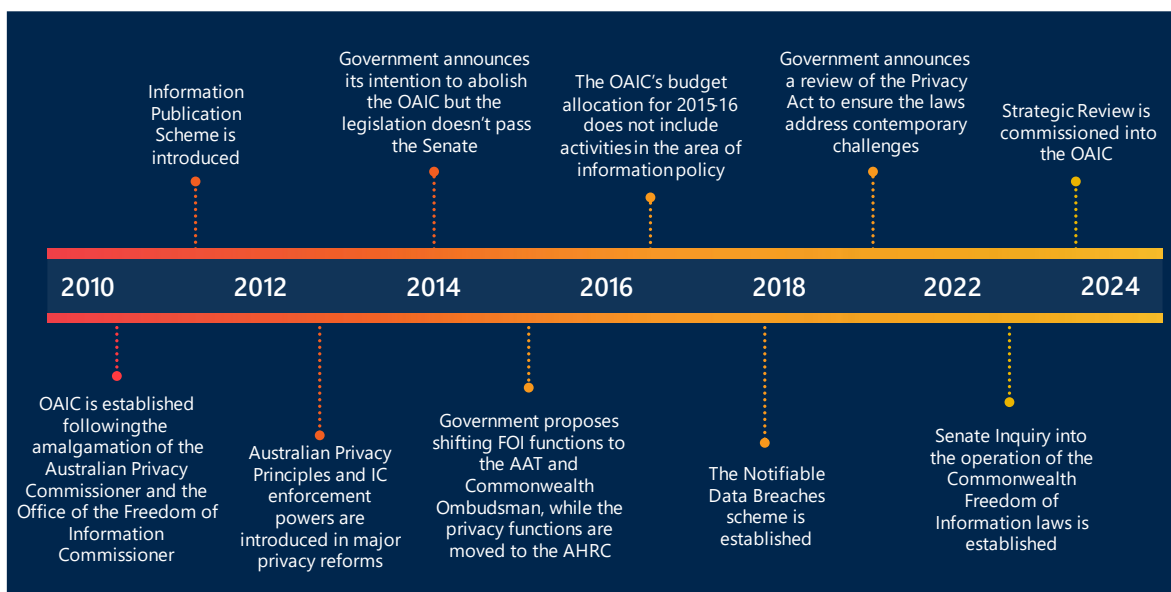 Information
Publication
Scheme is
introduced
Government announces
its intention to abolish
the OAIC but the
legislation doesn't pass
the Senate
The OAIC's budget
allocation for 2015-16
does not include
activities in the area of
information policy
Government announces
a review of the Privacy
Act to ensure the laws
address contemporary
challenges
Strategic Review is
commissioned into
the OAIC
2010 2012 2014 2016 2018 2022 2024
OAIC is established
followingthe
amalgamation of the
Australian Privacy
Commissioner and the
Office of the Freedom of
Information
Commissioner
Australian Privacy
Principles and IC
enforcement
powers are
introduced in major
privacy reforms
Government proposes
shifting FOI functions to
the AAT and
Commonwealth
Ombudsman, while the
privacy functions are
moved to the AHRC
The Notifiable
Data Breaches
scheme is
established
Senate Inquiry into
the operation of the
Commonwealth
Freedom of
Information laws is
established